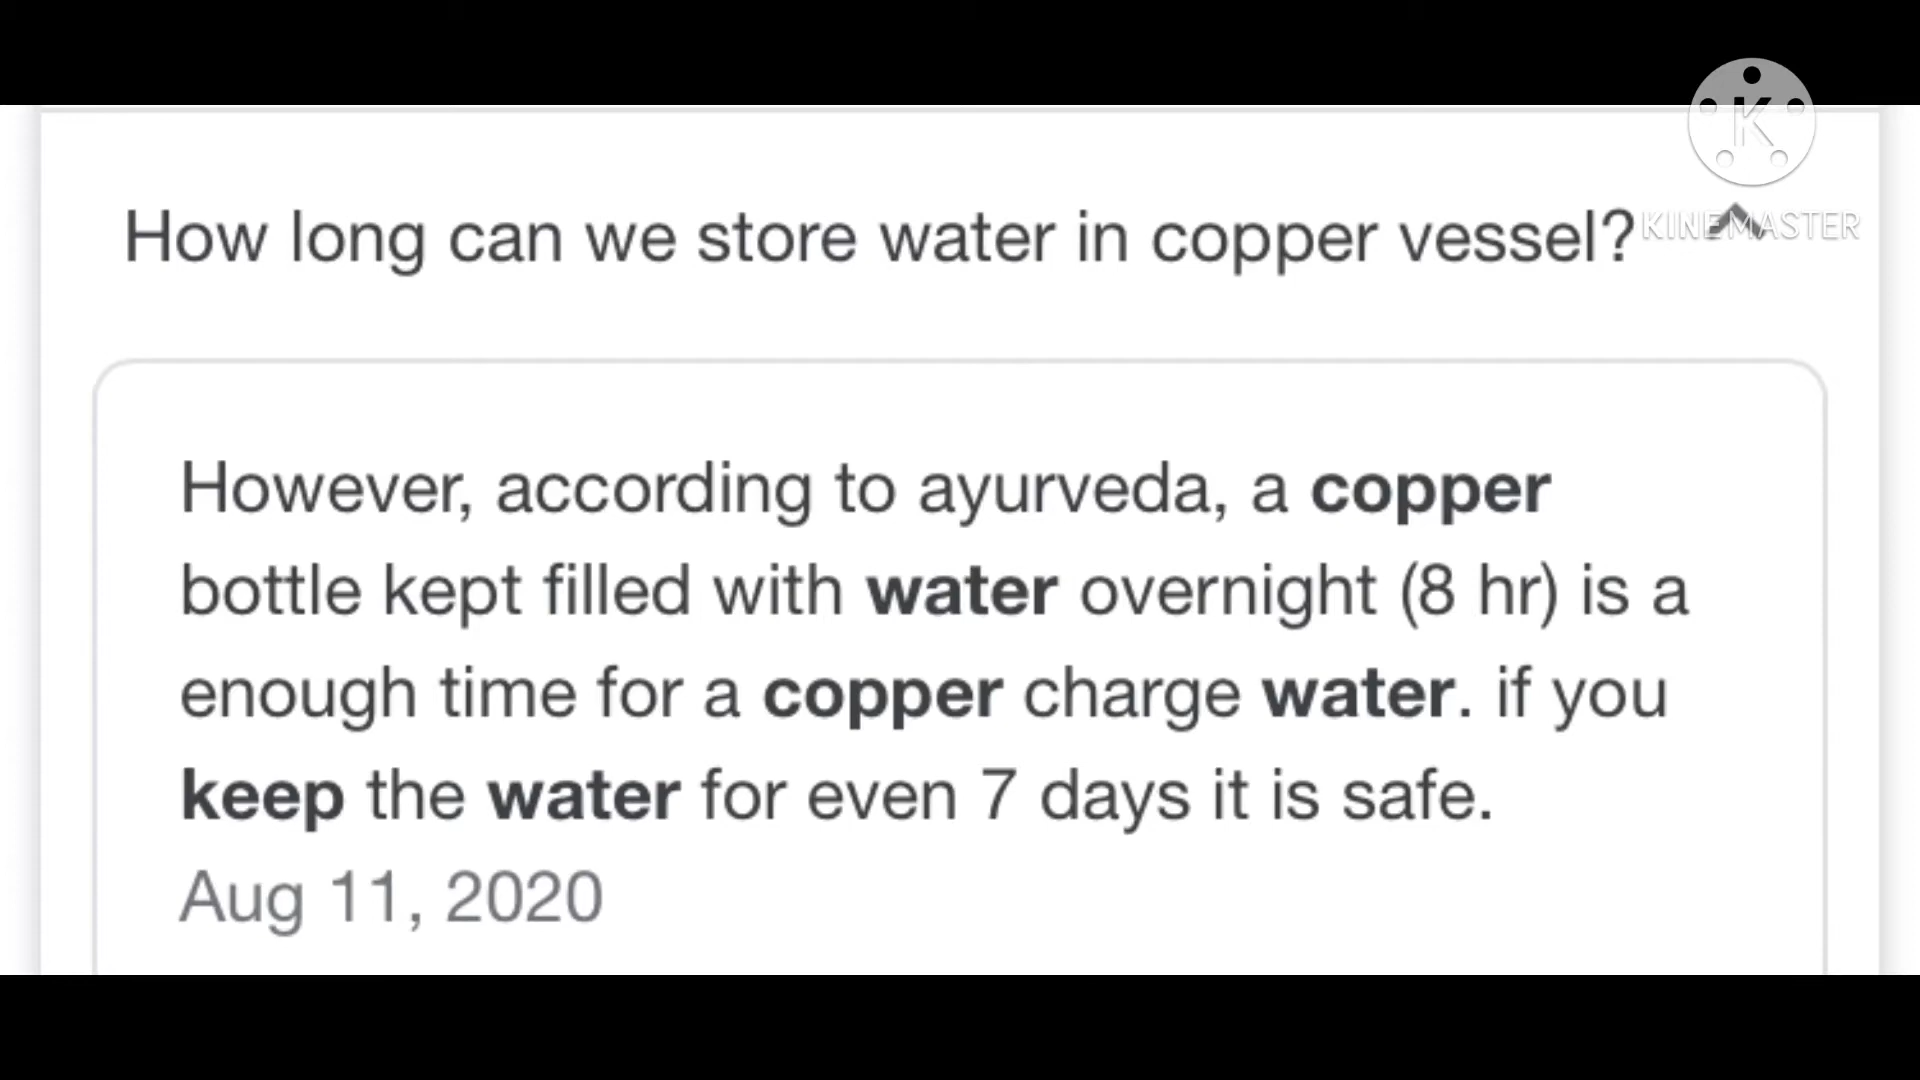 How long can we store water in copper vessel?
KINEMASTER
However, according to ayurveda, a copper
bottle kept filled with water overnight (8 hr) is a
enough time for a copper charge water. if you
keep the water for even 7 days it is safe.
Aug 11, 2020